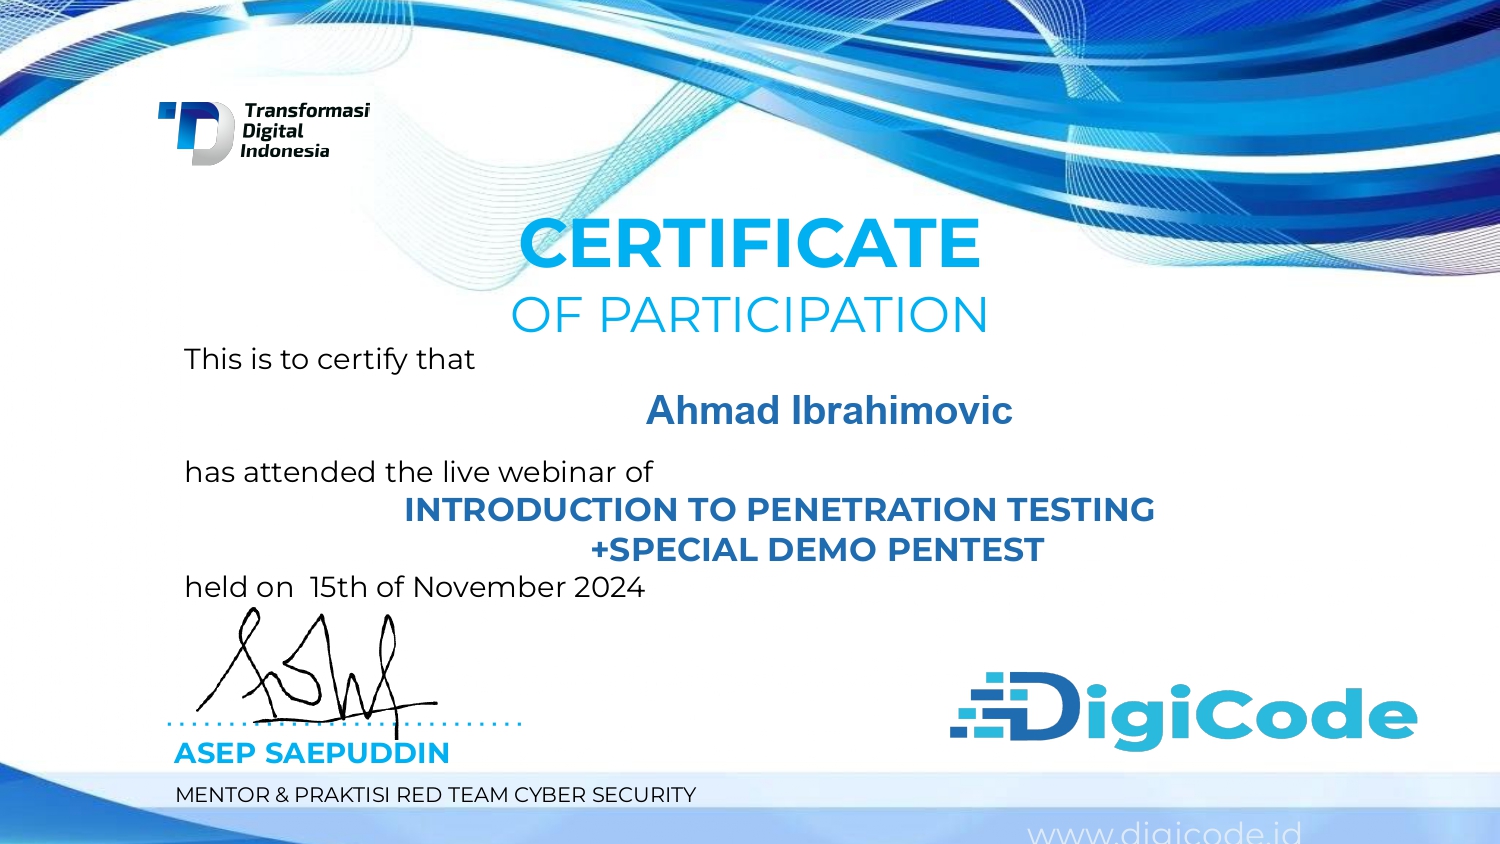 Transformasi
Digital
Indonesia
CERTIFICATE
OF PARTICIPATION
This is to certify that
Ahmad Ibrahimovic
has attended the live webinar of
INTRODUCTION TO PENETRATION TESTING
+SPECIAL DEMO PENTEST
held on  15th of November 2024
ASEP SAEPUDDIN
DigiCode
MENTOR & PRAKTISI RED TEAM CYBER SECURITY
www.digicode.id